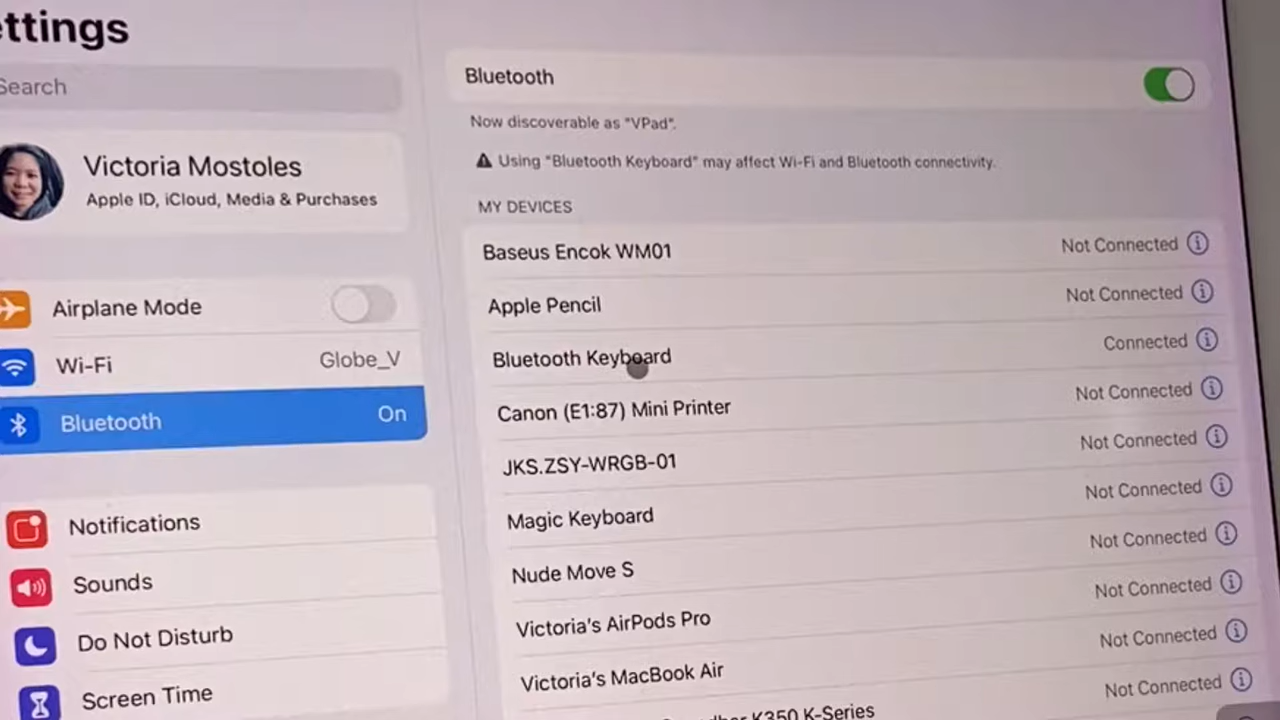 ettings
Search
Victoria Mostoles
Apple ID, iCloud, Media & Purchases
Airplane Mode
Wi-Fi Globe_V
Bluetooth On
Notifications
Sounds
Do Not Disturb
Screen Time
Bluetooth
Now discoverable as "VPad".
Using "Bluetooth Keyboard" may affect Wi-Fi and Bluetooth connectivity.
MY DEVICES
Baseus Encok WM01 Not Connected
Apple Pencil Not Connected
Bluetooth Keyboard Connected
Canon (E1:87) Mini Printer Not Connected
JKS.ZSY-WRGB-01 Not Connected
Magic Keyboard Not Connected
Nude Move S Not Connected
Victoria's AirPods Pro Not Connected
Victoria's MacBook Air Not Connected
K350 K-Series Not Connected